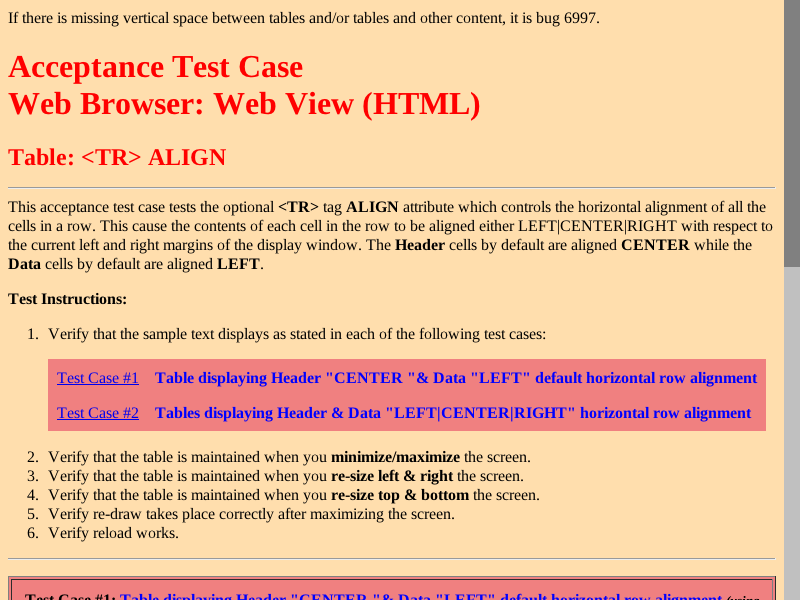 If there is missing vertical space between tables and/or tables and other content, it is bug 6997.
Acceptance Test Case
Web Browser: Web View (HTML)
Table: <TR> ALIGN
This acceptance test case tests the optional <TR> tag ALIGN attribute which controls the horizontal alignment of all the
cells in a row. This cause the contents of each cell in the row to be aligned either LEFT|CENTER|RIGHT with respect to
the current left and right margins of the display window. The Header cells by default are aligned CENTER while the
Data cells by default are aligned LEFT.
Test Instructions:
1. Verify that the sample text displays as stated in each of the following test cases:
Test Case #1 Table displaying Header "CENTER "& Data "LEFT" default horizontal row alignment
Test Case #2 Tables displaying Header & Data "LEFT|CENTER|RIGHT" horizontal row alignment
2. Verify that the table is maintained when you minimize/maximize the screen.
3. Verify that the table is maintained when you re-size left & right the screen.
4. Verify that the table is maintained when you re-size top & bottom the screen.
5. Verify re-draw takes place correctly after maximizing the screen.
6. Verify reload works.
Test Case #1: Table displaying Header "CENTER "& Data "LEFT" default horizontal row alignment (using